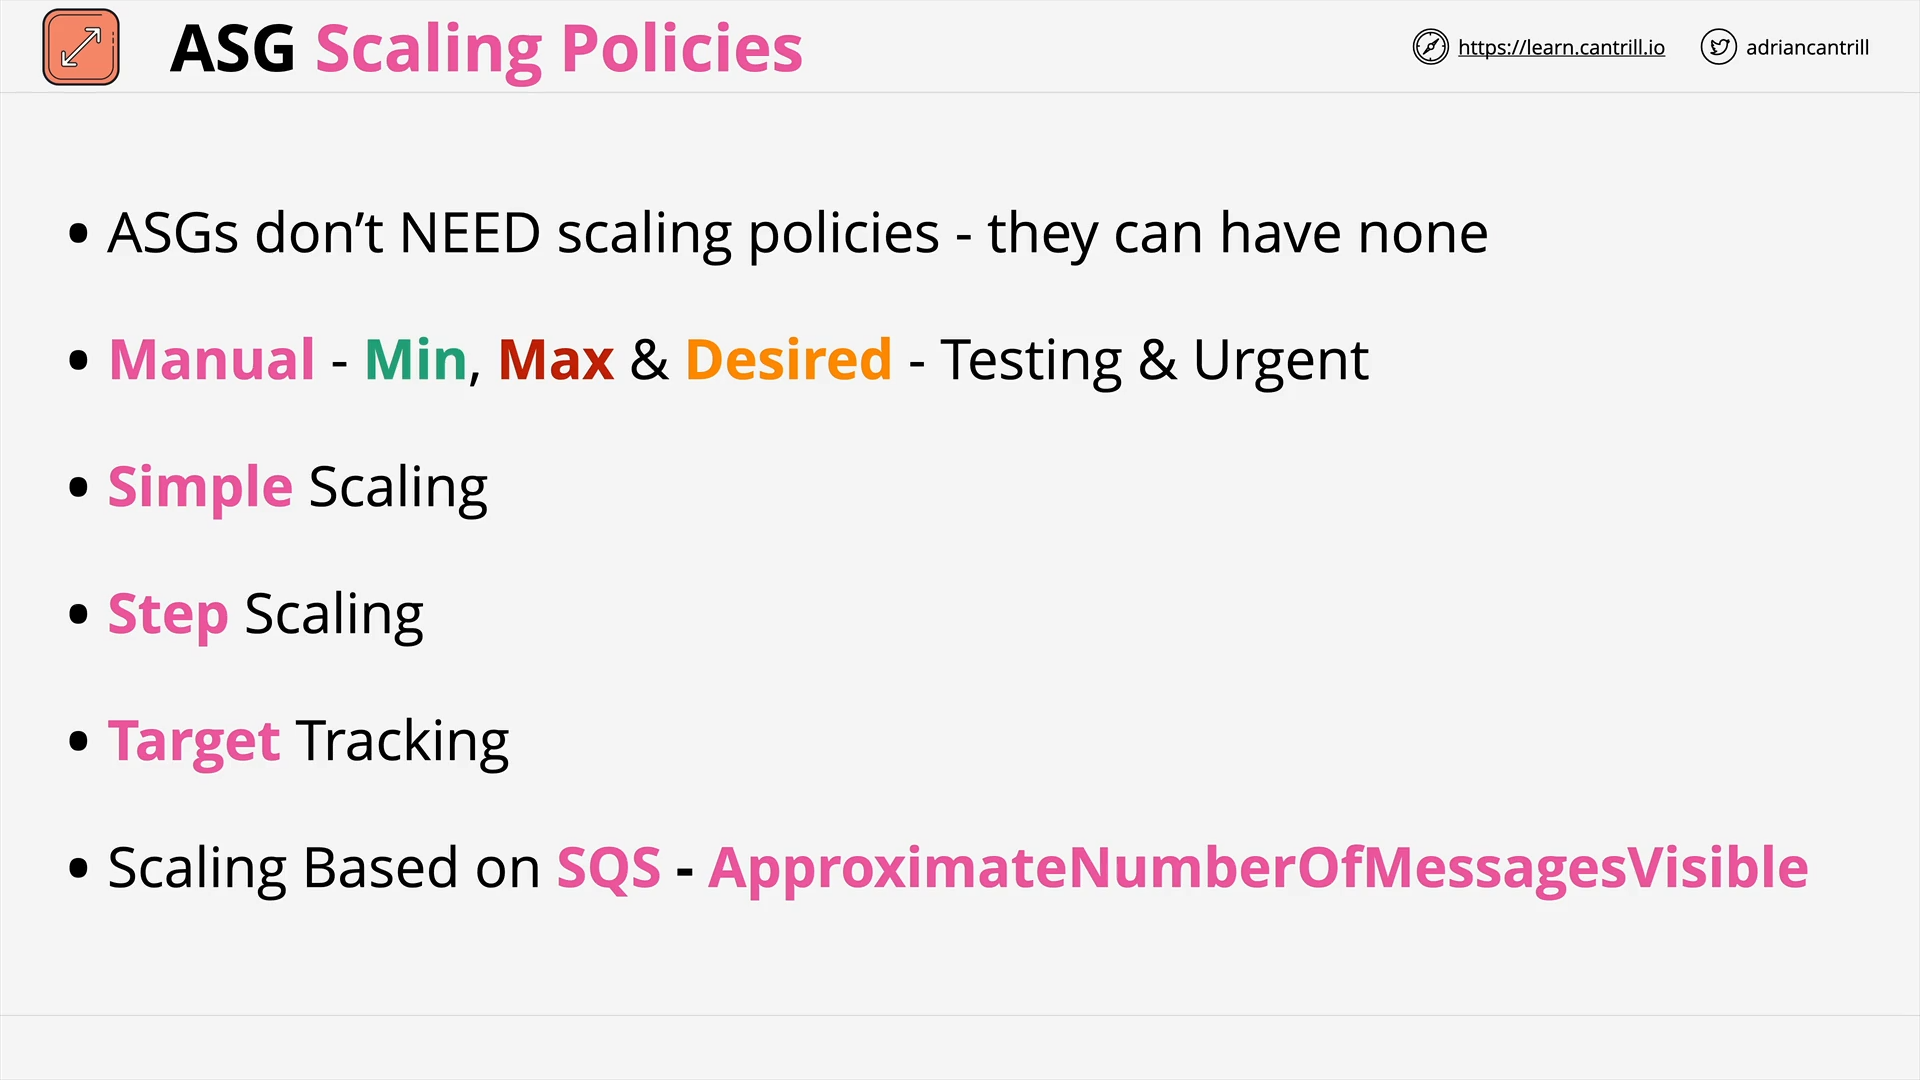 ASG Scaling Policies
https://learn.cantrill.io
adriancantrill
• ASGs don’t NEED scaling policies - they can have none
• Manual - Min, Max & Desired - Testing & Urgent
• Simple Scaling
• Step Scaling
• Target Tracking
• Scaling Based on SQS - ApproximateNumberOfMessagesVisible